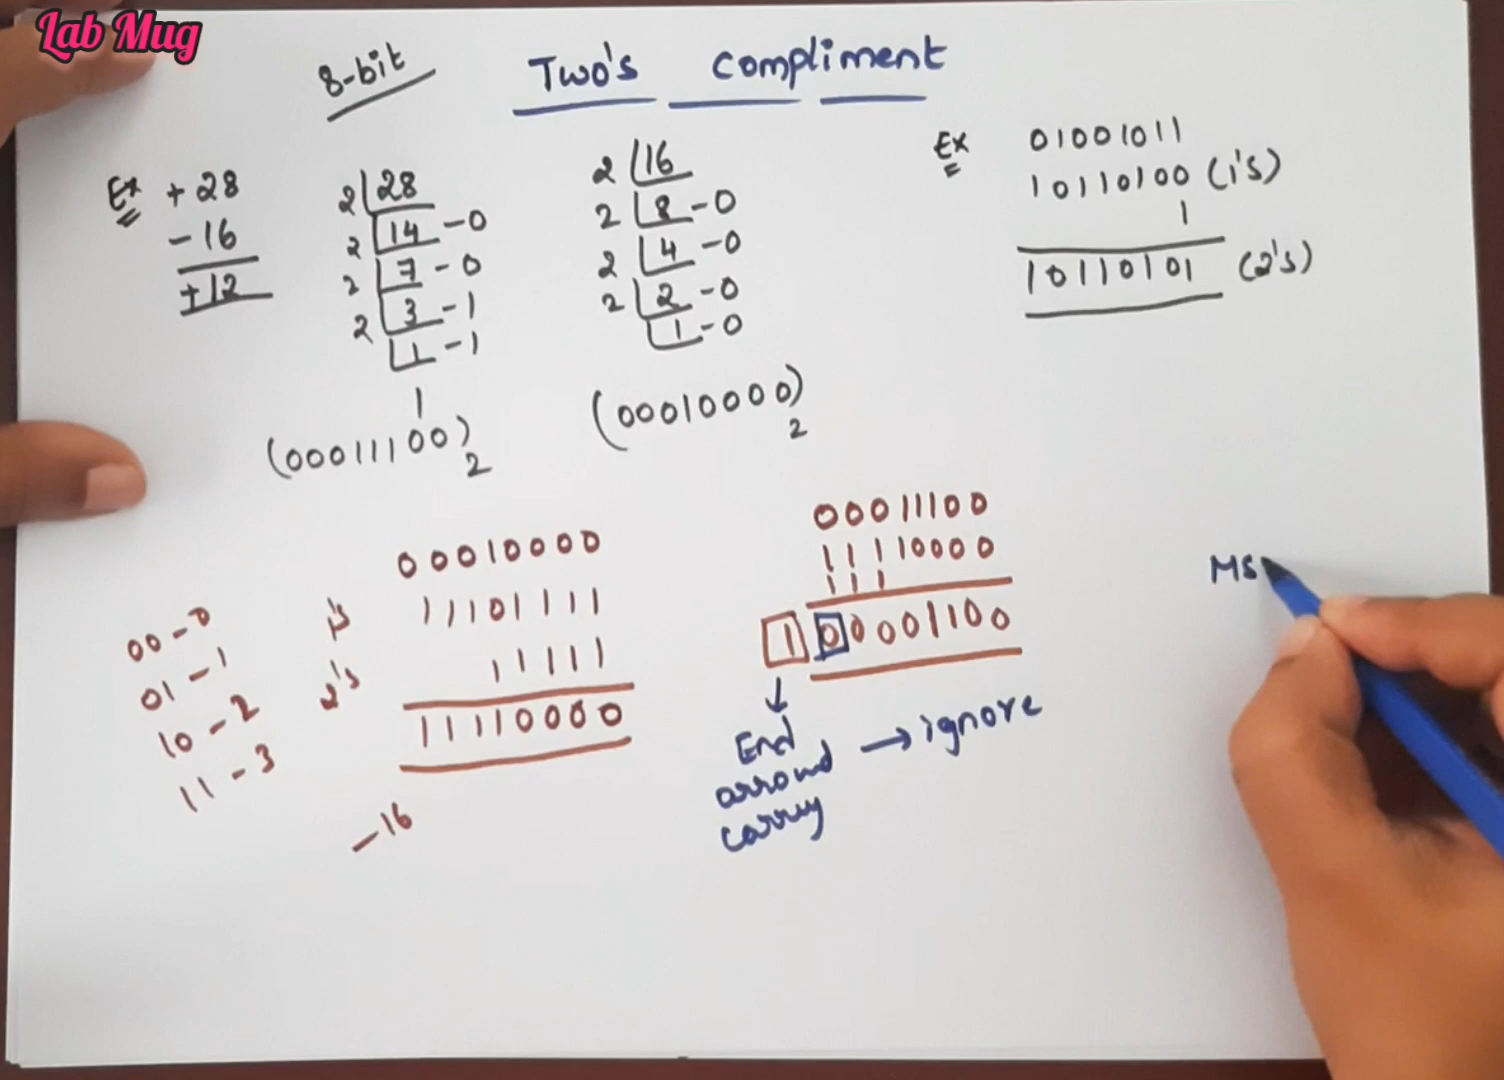 Lab Mug
8-bit Two's compliment
Ex + 28
- 16
+12
2 28
2 14 - 0
2 7 - 0
2 3 - 1
1 - 1
1
(00011100)2
2 16
2 8 - 0
2 4 - 0
2 2 - 0
1 - 0
(00010000)2
Ex 01001011
10110100 (1's)
1
10110101 (2's)
00 - 0
01 - 1
10 - 2
11 - 3
00010000
1's 11101111
2's 11111
11110000
-16
00011100
11110000
111
1 00001100
End
arround
carry
→ ignore
MS